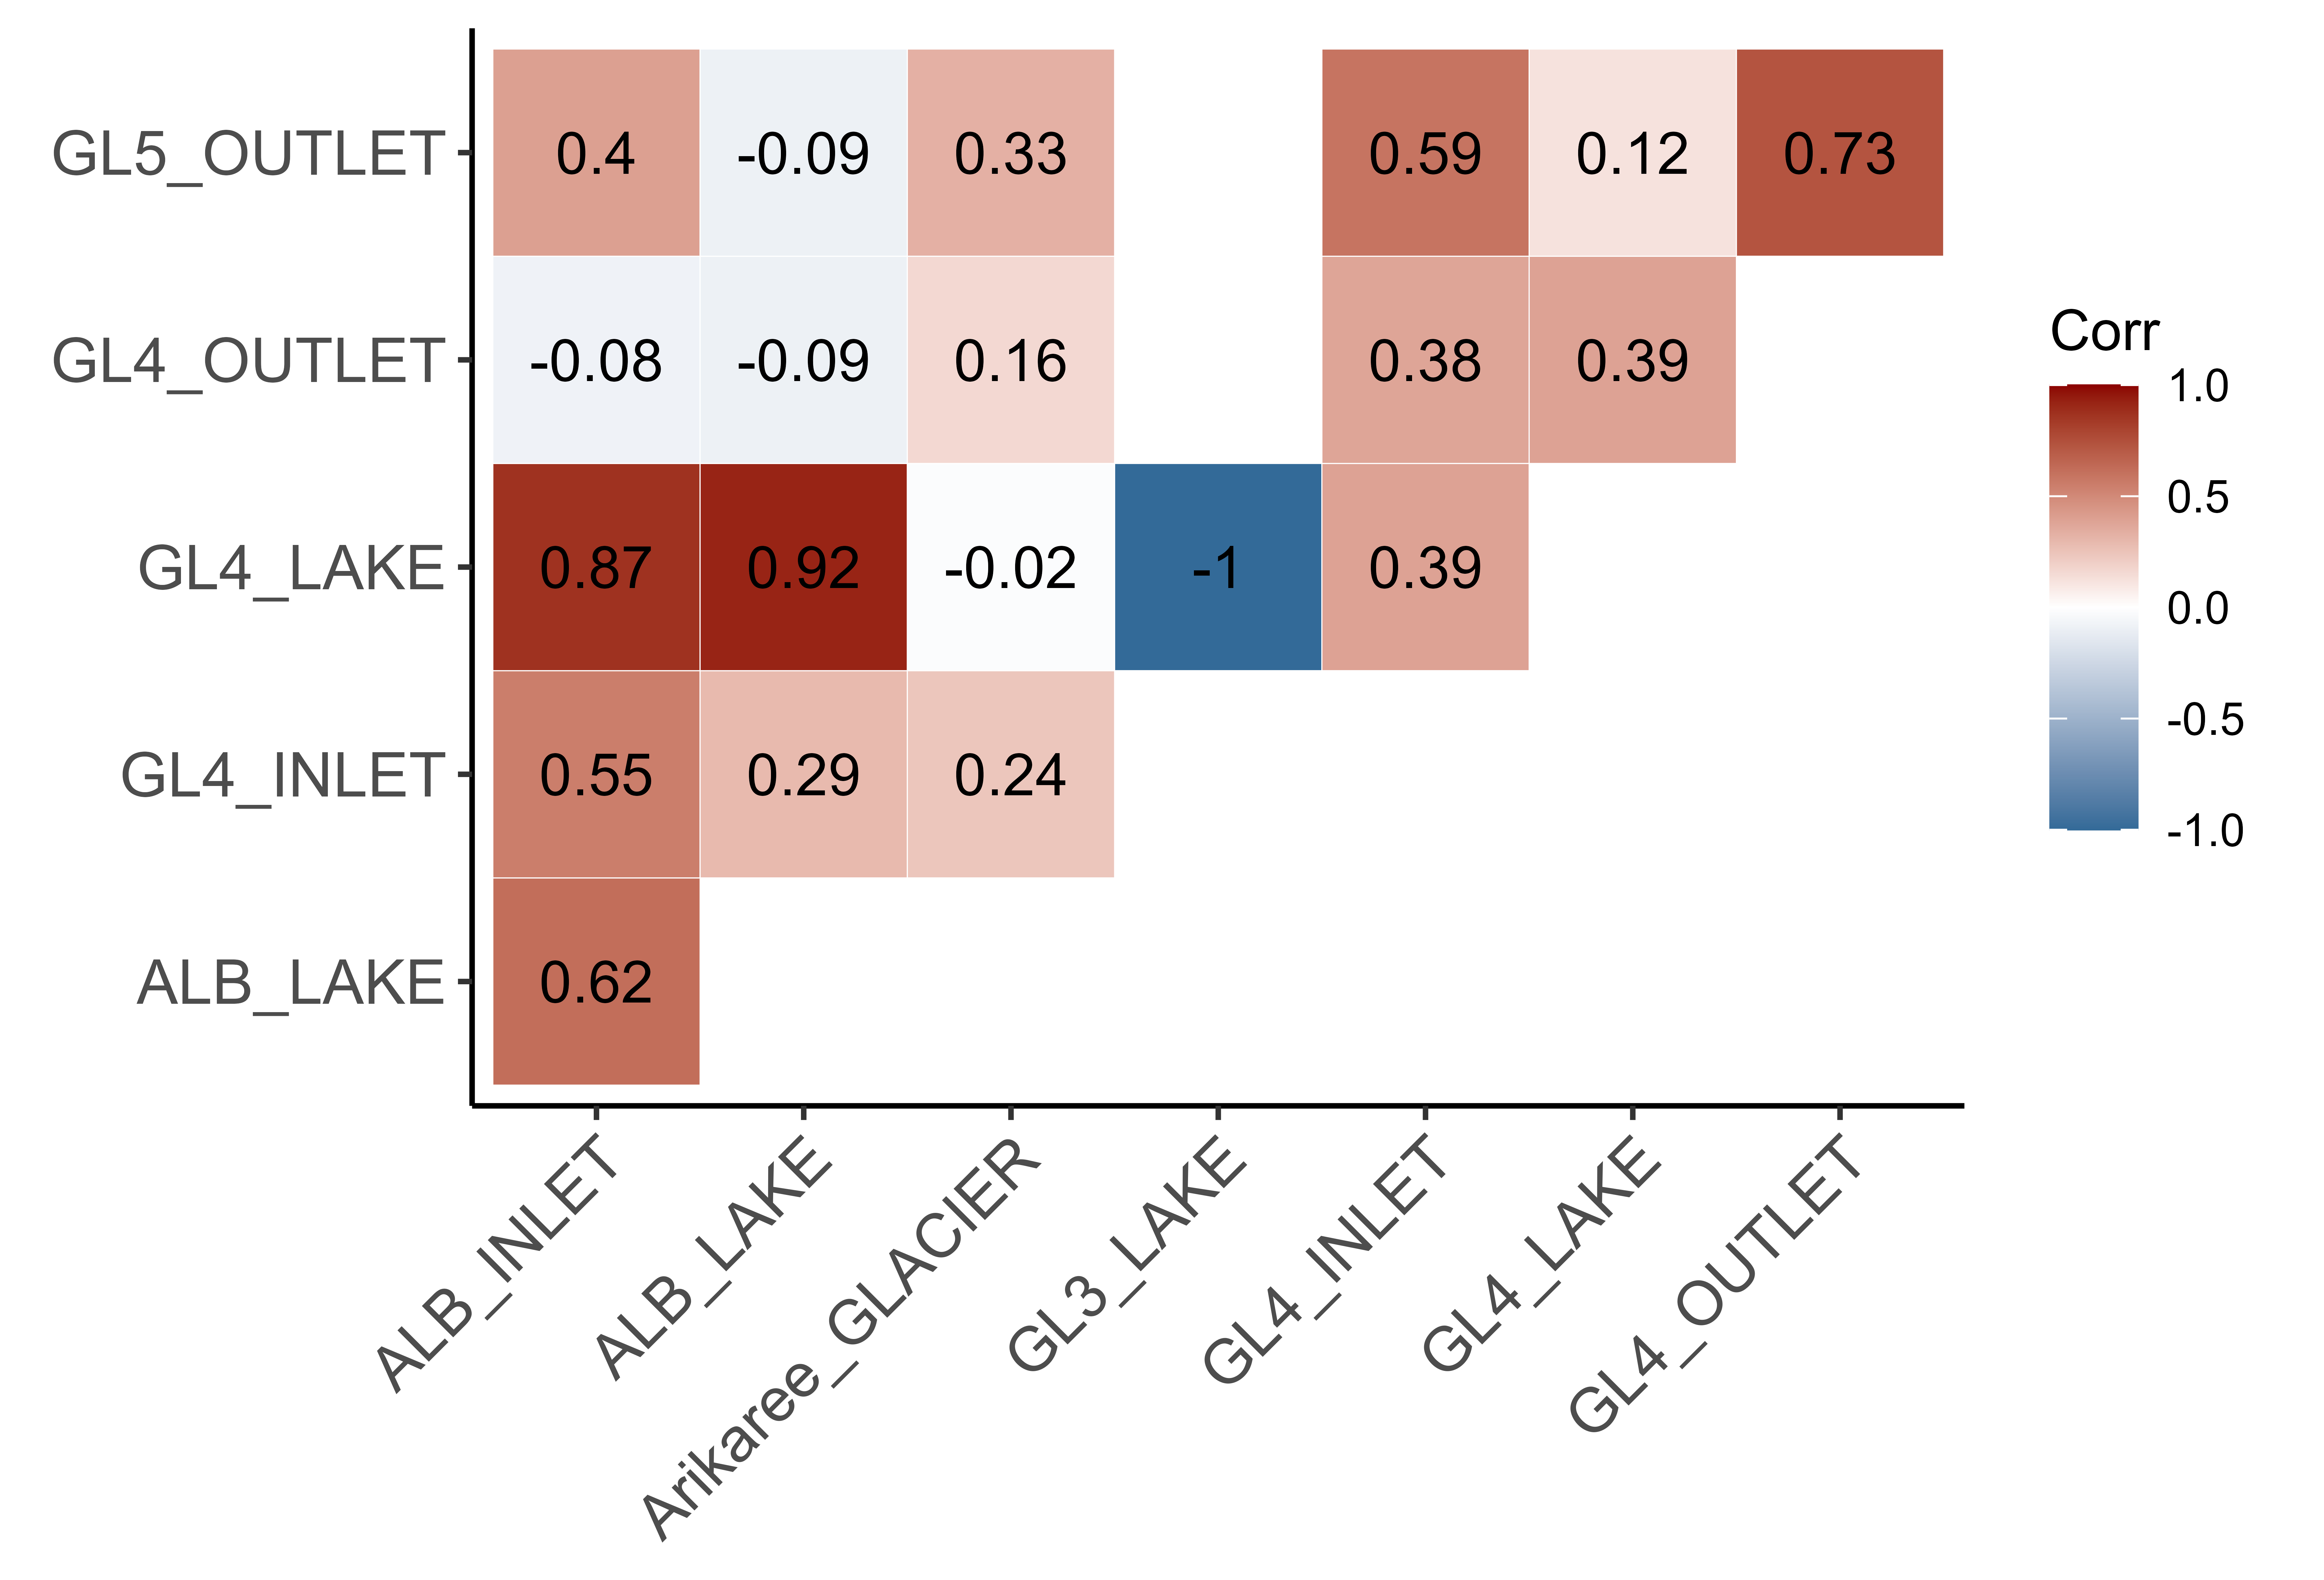 GL5_OUTLET 0.4 -0.09 0.33 0.59 0.12 0.73
GL4_OUTLET -0.08 -0.09 0.16 0.38 0.39
GL4_LAKE 0.87 0.92 -0.02 -1 0.39
GL4_INLET 0.55 0.29 0.24
ALB_LAKE 0.62
ALB_INLET
ALB_LAKE
Arikaree_GLACIER
GL3_LAKE
GL4_INLET
GL4_LAKE
GL4_OUTLET
Corr
1.0
0.5
0.0
-0.5
-1.0